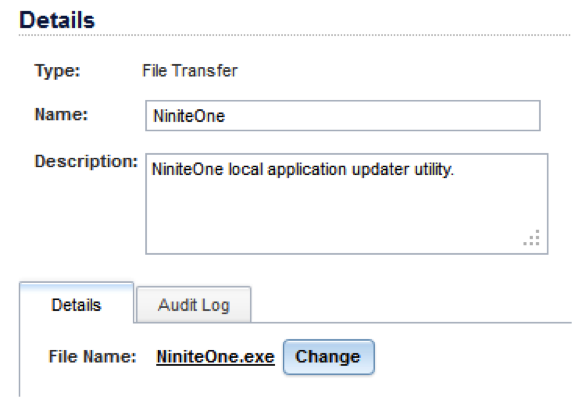 Details
Type: File Transfer
Name: NiniteOne
Description: NiniteOne local application updater utility.
Details Audit Log
File Name: NiniteOne.exe Change